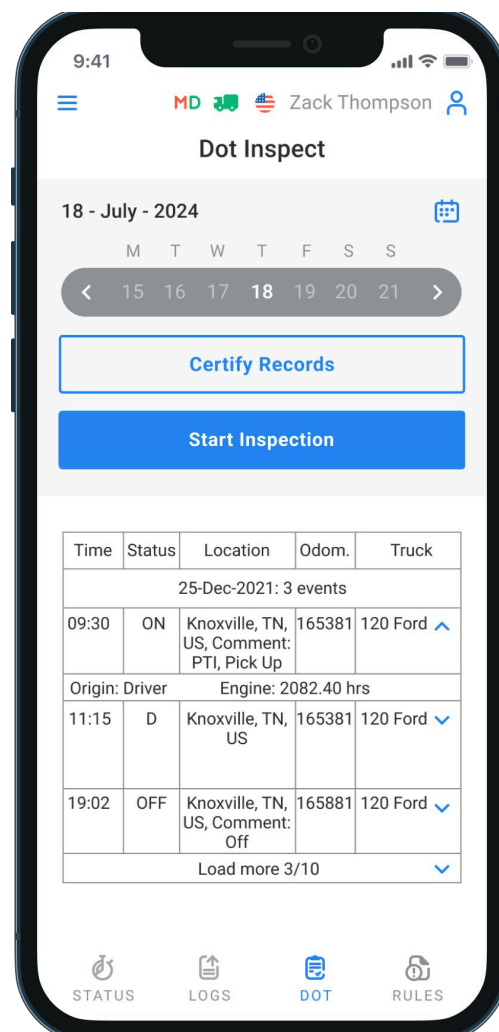 9:41
MD Zack Thompson
Dot Inspect
18 - July - 2024
M T W T F S S
15 16 17 18 19 20 21
Certify Records
Start Inspection
Time Status Location Odom. Truck
25-Dec-2021: 3 events
09:30 ON Knoxville, TN, 165381 120 Ford
US, Comment:
PTI, Pick Up
Origin: Driver Engine: 2082.40 hrs
11:15 D Knoxville, TN, 165381 120 Ford
US
19:02 OFF Knoxville, TN, 165881 120 Ford
US, Comment:
Off
Load more 3/10
STATUS LOGS DOT RULES